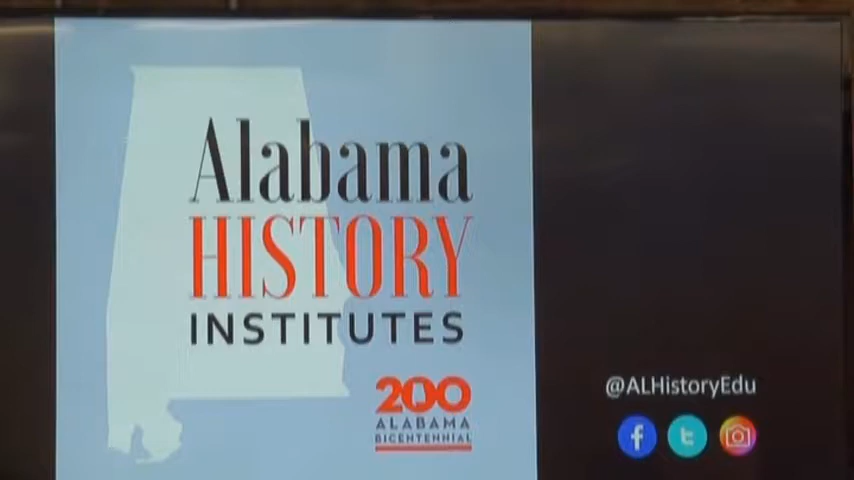 Alabama
HISTORY
INSTITUTES
200
ALABAMA
BICENTENNIAL
@ALHistoryEdu